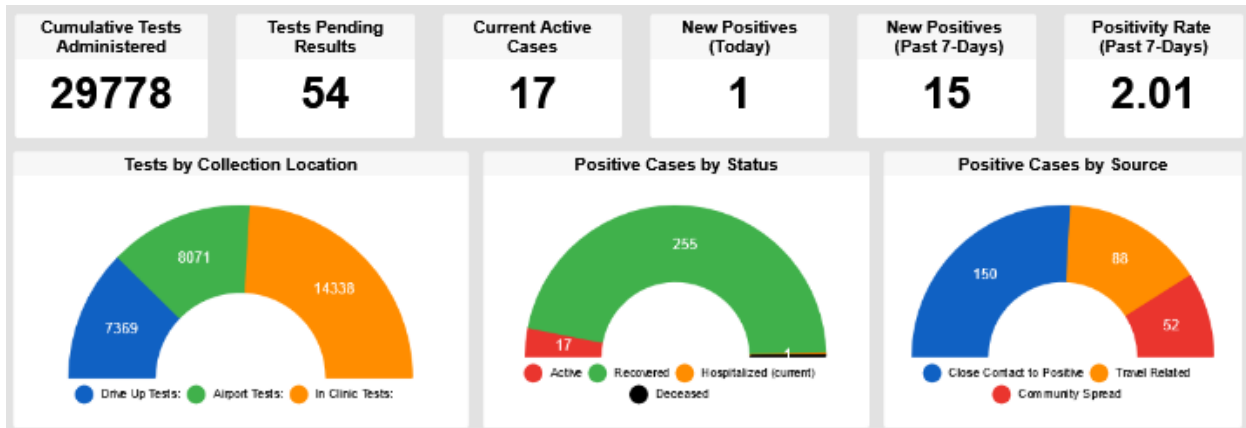 Cumulative Tests
Administered
29778
Tests Pending
Results
54
Current Active
Cases
17
New Positives
(Today)
1
New Positives
(Past 7-Days)
15
Positivity Rate
(Past 7-Days)
2.01
Tests by Collection Location
7369
8071
14338
Drive Up Tests: Airport Tests: In Clinic Tests:
Positive Cases by Status
17
255
1
Active Recovered Hospitalized (current)
Deceased
Positive Cases by Source
150
88
52
Close Contact to Positive Travel Related
Community Spread